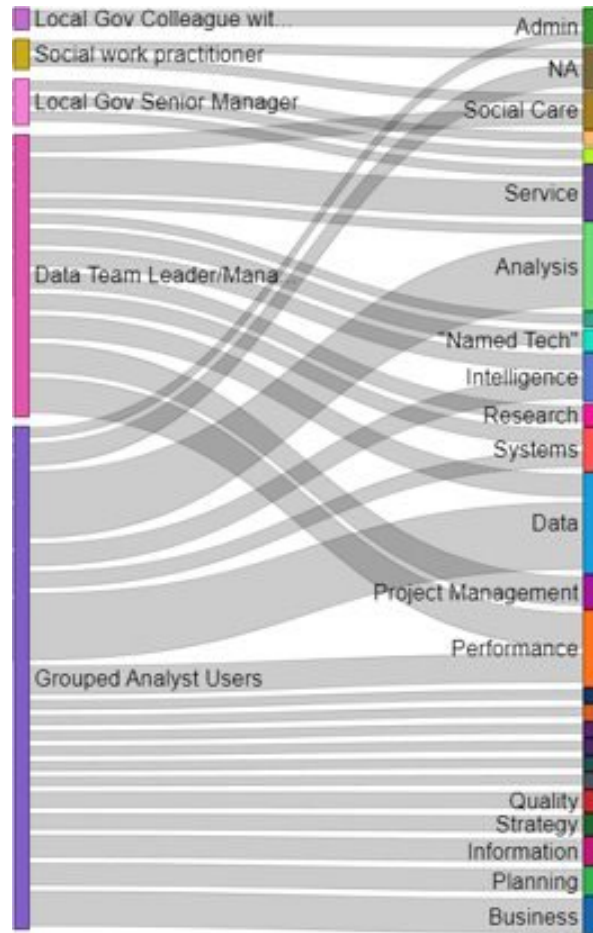 Local Gov Colleague wit...
Social work practitioner
Local Gov Senior Manager
Data Team Leader/Mana...
Grouped Analyst Users
Admin
NA
Social Care
Service
Analysis
"Named Tech"
Intelligence
Research
Systems
Data
Project Management
Performance
Quality
Strategy
Information
Planning
Business